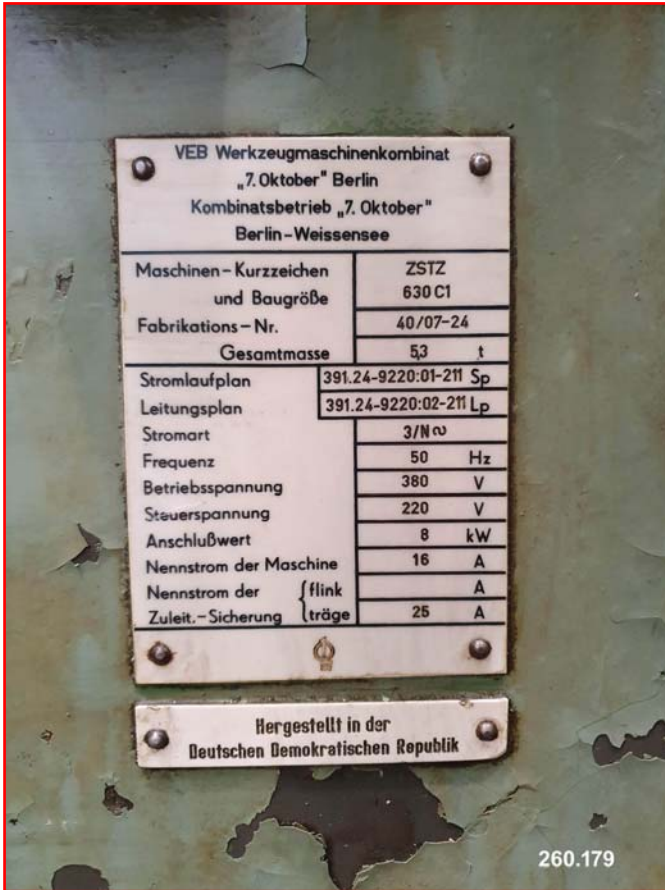 VEB Werkzeugmaschinenkombinat
„7. Oktober" Berlin
Kombinatsbetrieb „7. Oktober"
Berlin-Weissensee
Maschinen-Kurzzeichen ZSTZ
und Baugröße 630 C1
Fabrikations-Nr. 40/07-24
Gesamtmasse 5,3 t
Stromlaufplan 391.24-9220:01-211 Sp
Leitungsplan 391.24-9220:02-211 Lp
Stromart 3/N∾
Frequenz 50 Hz
Betriebsspannung 380 V
Steuerspannung 220 V
Anschlußwert 8 kW
Nennstrom der Maschine 16 A
Nennstrom der { flink A
Zuleit.-Sicherung träge 25 A
Hergestellt in der
Deutschen Demokratischen Republik
260.179